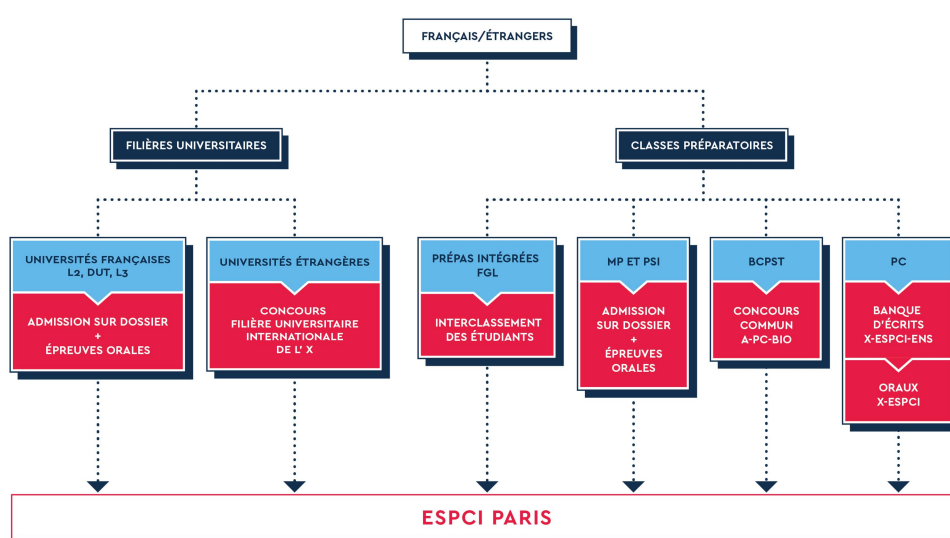 FRANÇAIS/ÉTRANGERS
FILIÈRES UNIVERSITAIRES
CLASSES PRÉPARATOIRES
UNIVERSITÉS FRANÇAISES
L2, DUT, L3
ADMISSION SUR DOSSIER
+
ÉPREUVES ORALES
UNIVERSITÉS ÉTRANGÈRES
CONCOURS
FILIÈRE UNIVERSITAIRE
INTERNATIONALE
DE L' X
PRÉPAS INTÉGRÉES
FGL
INTERCLASSEMENT
DES ÉTUDIANTS
MP ET PSI
ADMISSION
SUR DOSSIER
+
ÉPREUVES
ORALES
BCPST
CONCOURS
COMMUN
A-PC-BIO
PC
BANQUE
D'ÉCRITS
X-ESPCI-ENS
ORAUX
X-ESPCI
ESPCI PARIS